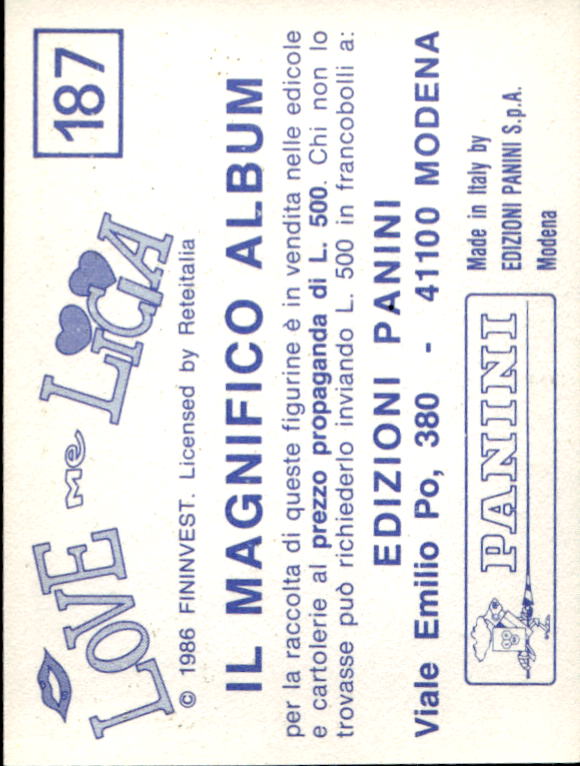 LOVE me LICIA
187
© 1986 FININVEST. Licensed by Reteitalia
IL MAGNIFICO ALBUM
per la raccolta di queste figurine è in vendita nelle edicole
e cartolerie al prezzo propaganda di L. 500. Chi non lo
trovasse può richiederlo inviando L. 500 in francobolli a:
EDIZIONI PANINI
Viale Emilio Po, 380 - 41100 MODENA
PANINI
Made in Italy by
EDIZIONI PANINI S.p.A.
Modena